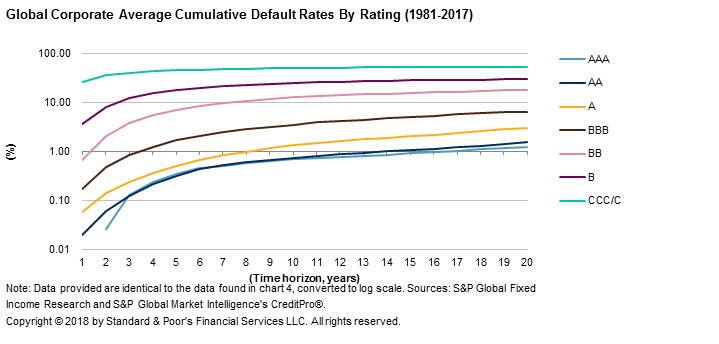 Global Corporate Average Cumulative Default Rates By Rating (1981-2017)
100.00
10.00
1.00
0.10
0.01
(%)
1 2 3 4 5 6 7 8 9 10 11 12 13 14 15 16 17 18 19 20
(Time horizon, years)
AAA
AA
A
BBB
BB
B
CCC/C
Note: Data provided are identical to the data found in chart 4, converted to log scale. Sources: S&P Global Fixed
Income Research and S&P Global Market Intelligence's CreditPro®.
Copyright © 2018 by Standard & Poor's Financial Services LLC. All rights reserved.